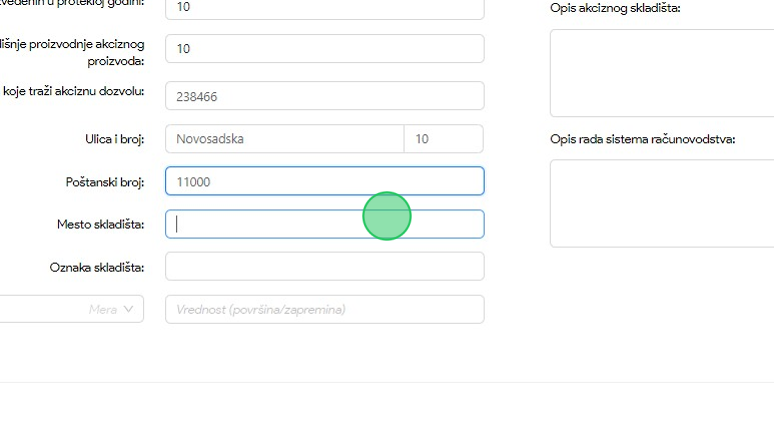 vedenih u protekloj godini:
10
Opis akciznog skladišta:
išnje proizvodnje akciznog
proizvoda:
10
koje traži akciznu dozvolu:
238466
Ulica i broj:
Novosadska
10
Opis rada sistema računovodstva:
Poštanski broj:
11000
Mesto skladišta:
Oznaka skladišta:
Mera
Vrednost (površina/zapremina)